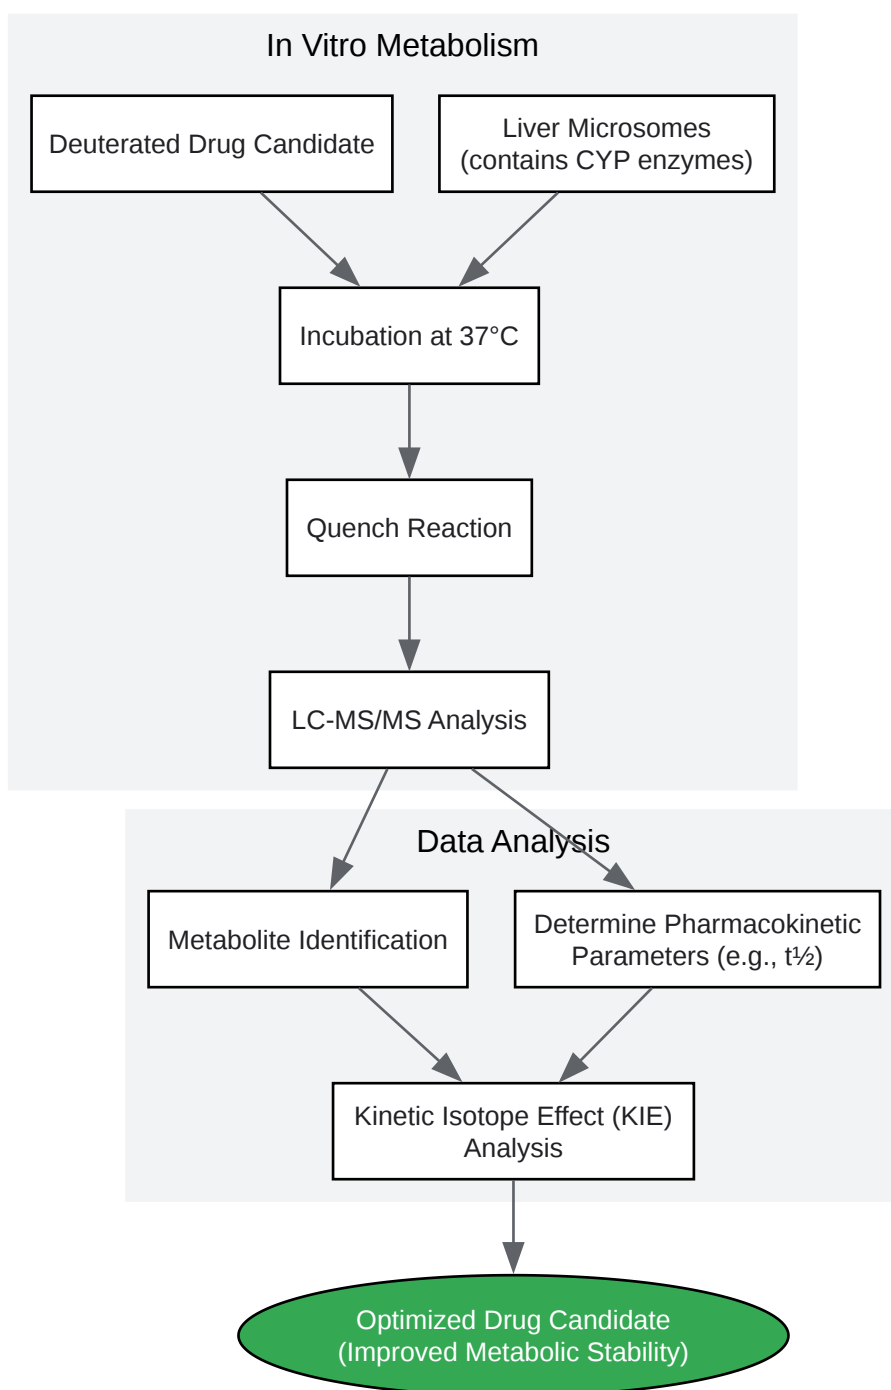 In Vitro Metabolism
Deuterated Drug Candidate
Liver Microsomes
(contains CYP enzymes)
Incubation at 37°C
Quench Reaction
LC-MS/MS Analysis
Data Analysis
Metabolite Identification
Determine Pharmacokinetic
Parameters (e.g., t½)
Kinetic Isotope Effect (KIE)
Analysis
Optimized Drug Candidate
(Improved Metabolic Stability)